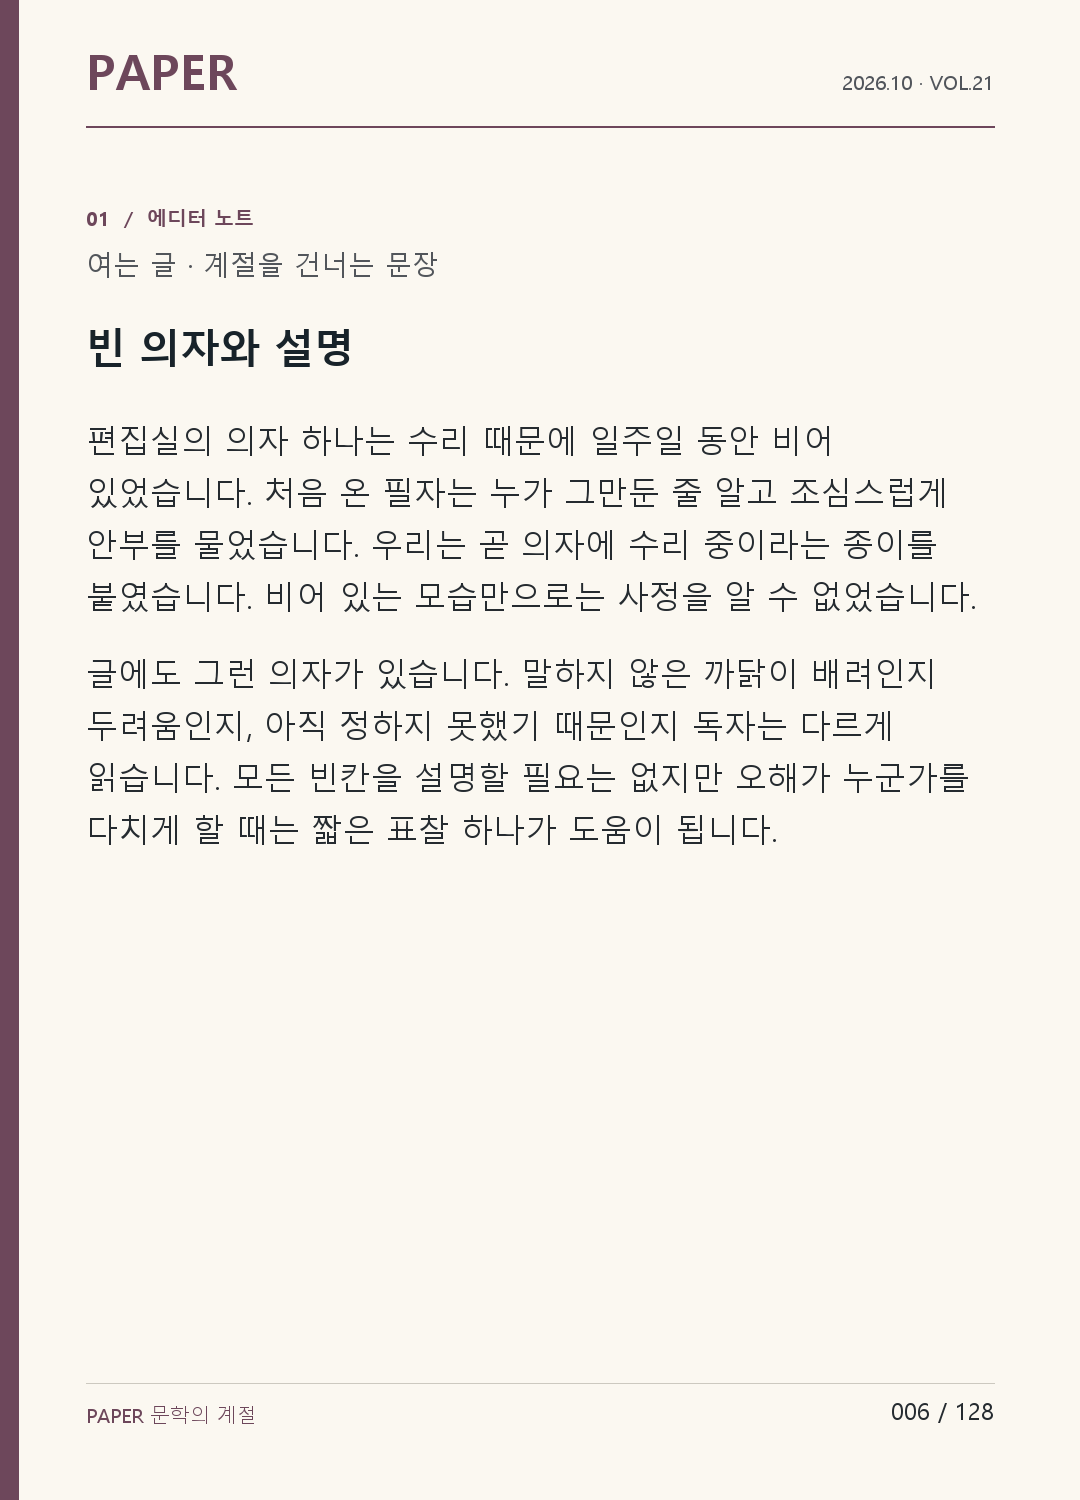 PAPER
2026.10 · VOL.21
01 / 에디터 노트
여는 글 · 계절을 건너는 문장
빈 의자와 설명
편집실의 의자 하나는 수리 때문에 일주일 동안 비어
있었습니다. 처음 온 필자는 누가 그만둔 줄 알고 조심스럽게
안부를 물었습니다. 우리는 곧 의자에 수리 중이라는 종이를
붙였습니다. 비어 있는 모습만으로는 사정을 알 수 없었습니다.
글에도 그런 의자가 있습니다. 말하지 않은 까닭이 배려인지
두려움인지, 아직 정하지 못했기 때문인지 독자는 다르게
읽습니다. 모든 빈칸을 설명할 필요는 없지만 오해가 누군가를
다치게 할 때는 짧은 표찰 하나가 도움이 됩니다.
PAPER 문학의 계절
006 / 128